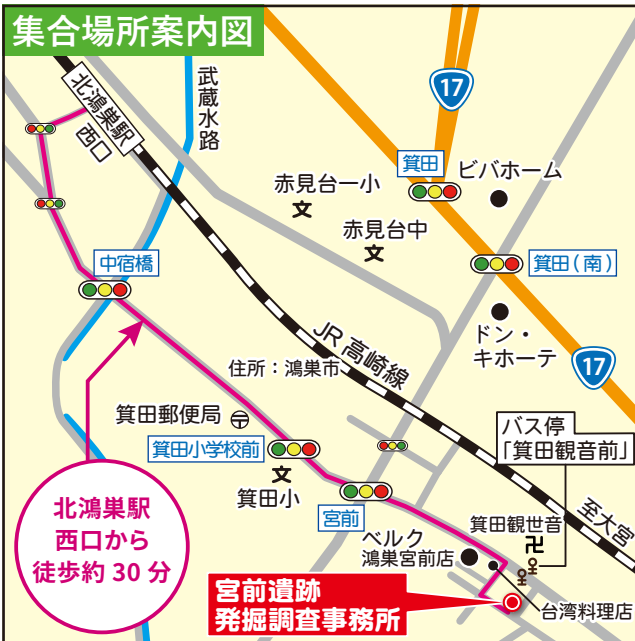 集合場所案内図
北鴻巣駅
西口
武蔵水路
17
箕田
ビバホーム
赤見台一小
文
赤見台中
文
箕田(南)
中宿橋
ドン・
キホーテ
17
JR高崎線
住所：鴻巣市
箕田郵便局
〒
バス停
「箕田観音前」
箕田小学校前
文
箕田小
宮前
北鴻巣駅
西口から
徒歩約30分
ベルク
鴻巣宮前店
箕田観世音
卍
至大宮
宮前遺跡
発掘調査事務所
台湾料理店